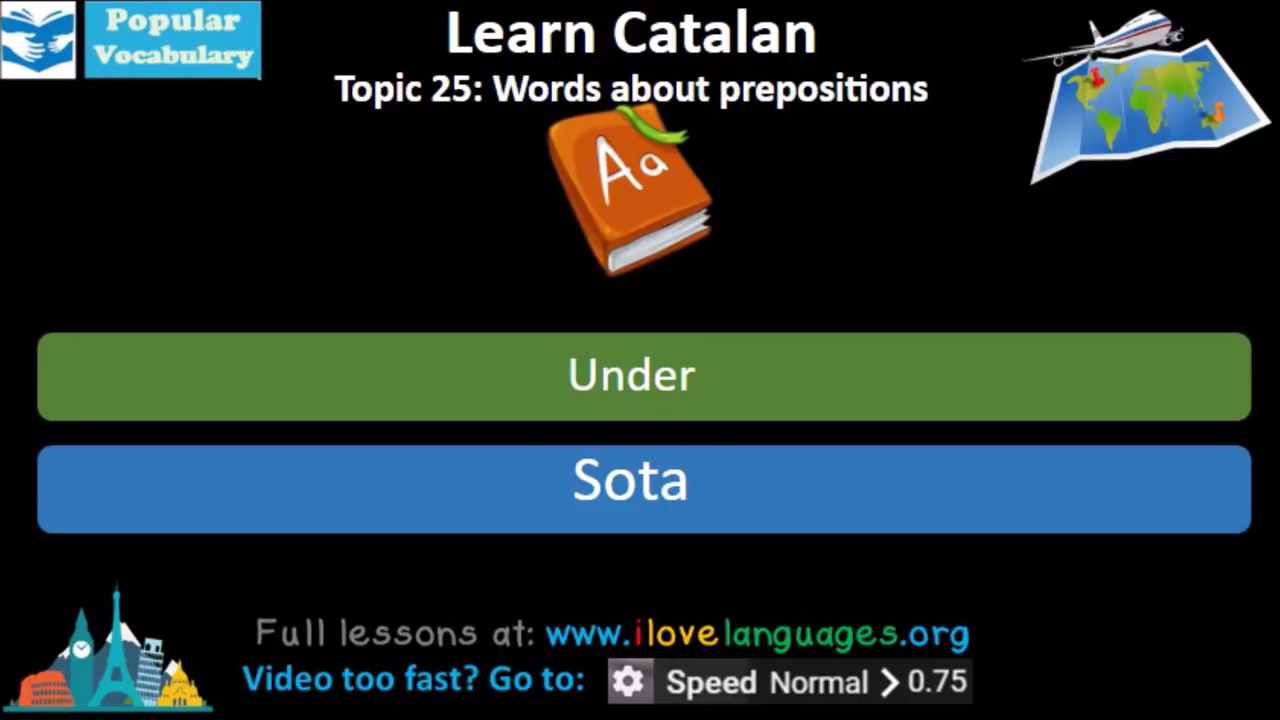 Popular
Vocabulary
Learn Catalan
Topic 25: Words about prepositions
Aa
Under
Sota
Full lessons at: www.ilovelanguages.org
Video too fast? Go to: Speed Normal > 0.75